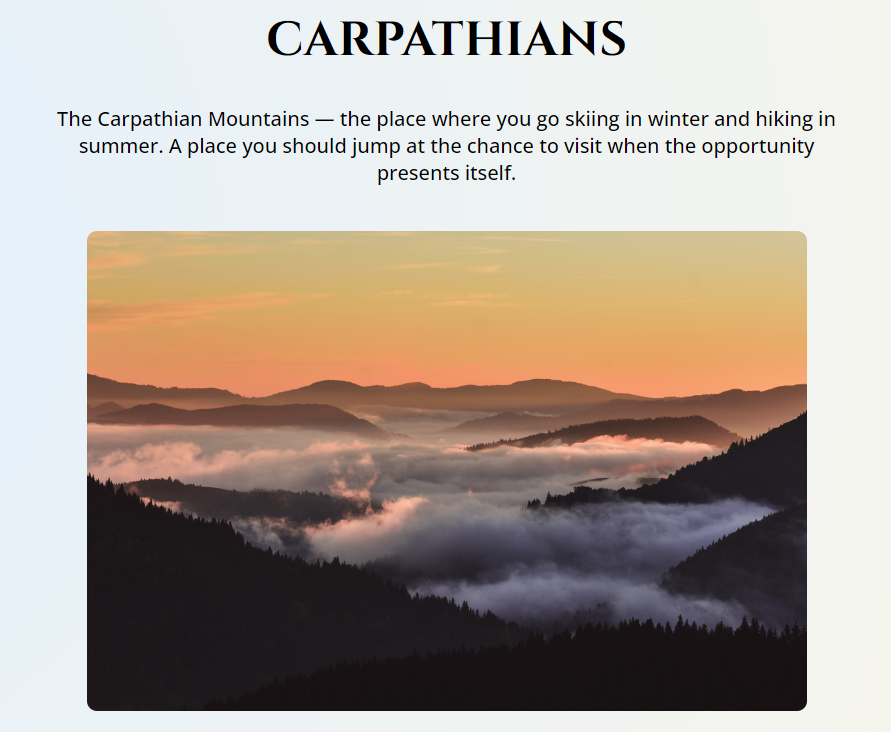 CARPATHIANS
The Carpathian Mountains — the place where you go skiing in winter and hiking in
summer. A place you should jump at the chance to visit when the opportunity
presents itself.